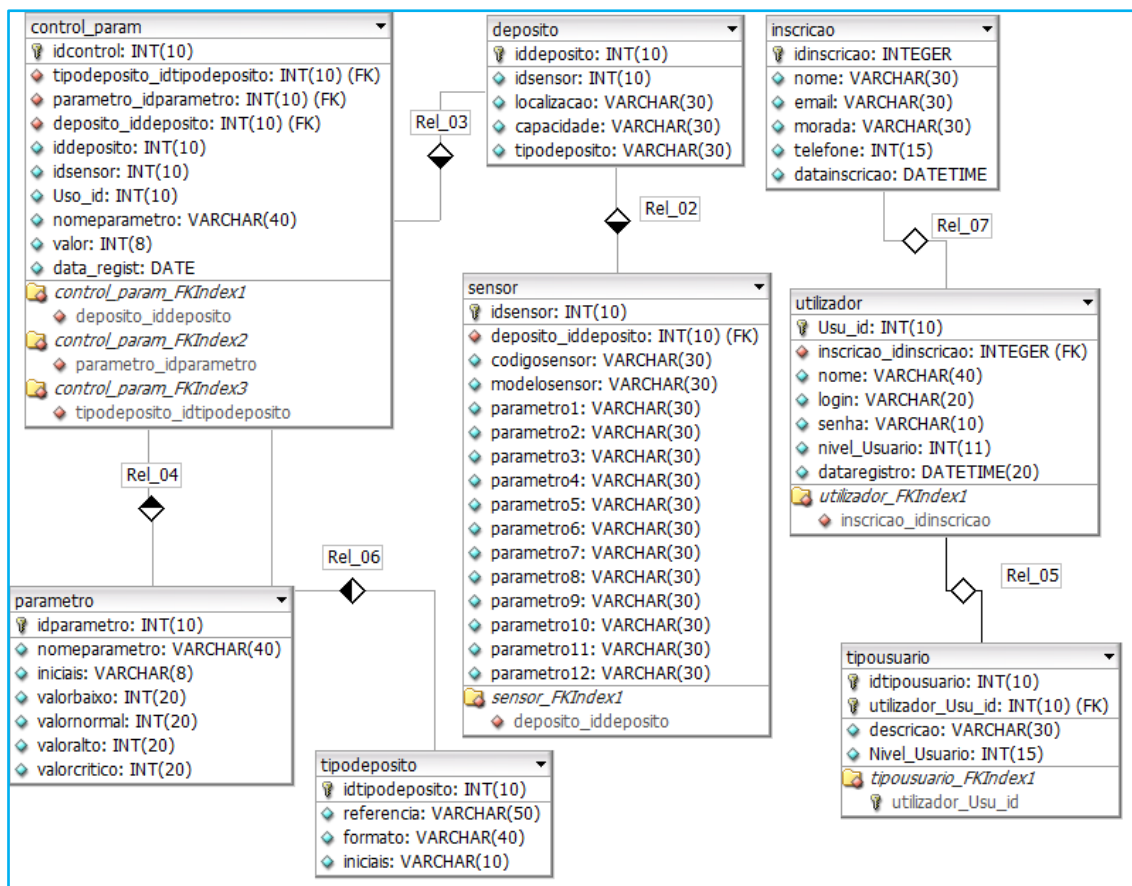 control_param
idcontrol: INT(10)
tipodeposito_idtipodeposito: INT(10) (FK)
parametro_idparametro: INT(10) (FK)
deposito_iddeposito: INT(10) (FK)
iddeposito: INT(10)
idsensor: INT(10)
Uso_id: INT(10)
nomeparametro: VARCHAR(40)
valor: INT(8)
data_regist: DATE
control_param_FKIndex1
deposito_iddeposito
control_param_FKIndex2
parametro_idparametro
control_param_FKIndex3
tipodeposito_idtipodeposito
Rel_03
deposito
iddeposito: INT(10)
idsensor: INT(10)
localizacao: VARCHAR(30)
capacidade: VARCHAR(30)
tipodeposito: VARCHAR(30)
inscricao
idinscricao: INTEGER
nome: VARCHAR(30)
email: VARCHAR(30)
morada: VARCHAR(30)
telefone: INT(15)
datainscricao: DATETIME
Rel_02
Rel_07
sensor
idsensor: INT(10)
deposito_iddeposito: INT(10) (FK)
codigosensor: VARCHAR(30)
modelosensor: VARCHAR(30)
parametro1: VARCHAR(30)
parametro2: VARCHAR(30)
parametro3: VARCHAR(30)
parametro4: VARCHAR(30)
parametro5: VARCHAR(30)
parametro6: VARCHAR(30)
parametro7: VARCHAR(30)
parametro8: VARCHAR(30)
parametro9: VARCHAR(30)
parametro10: VARCHAR(30)
parametro11: VARCHAR(30)
parametro12: VARCHAR(30)
sensor_FKIndex1
deposito_iddeposito
utilizador
Usu_id: INT(10)
inscricao_idinscricao: INTEGER (FK)
nome: VARCHAR(40)
login: VARCHAR(20)
senha: VARCHAR(10)
nivel_Usuario: INT(11)
dataregistro: DATETIME(20)
utilizador_FKIndex1
inscricao_idinscricao
Rel_04
Rel_06
Rel_05
parametro
idparametro: INT(10)
nomeparametro: VARCHAR(40)
iniciais: VARCHAR(8)
valorbaixo: INT(20)
valornormal: INT(20)
valoralto: INT(20)
valorcritico: INT(20)
tipodeposito
idtipodeposito: INT(10)
referencia: VARCHAR(50)
formato: VARCHAR(40)
iniciais: VARCHAR(10)
tipousuario
idtipousuario: INT(10)
utilizador_Usu_id: INT(10) (FK)
descricao: VARCHAR(30)
Nivel_Usuario: INT(15)
tipousuario_FKIndex1
utilizador_Usu_id